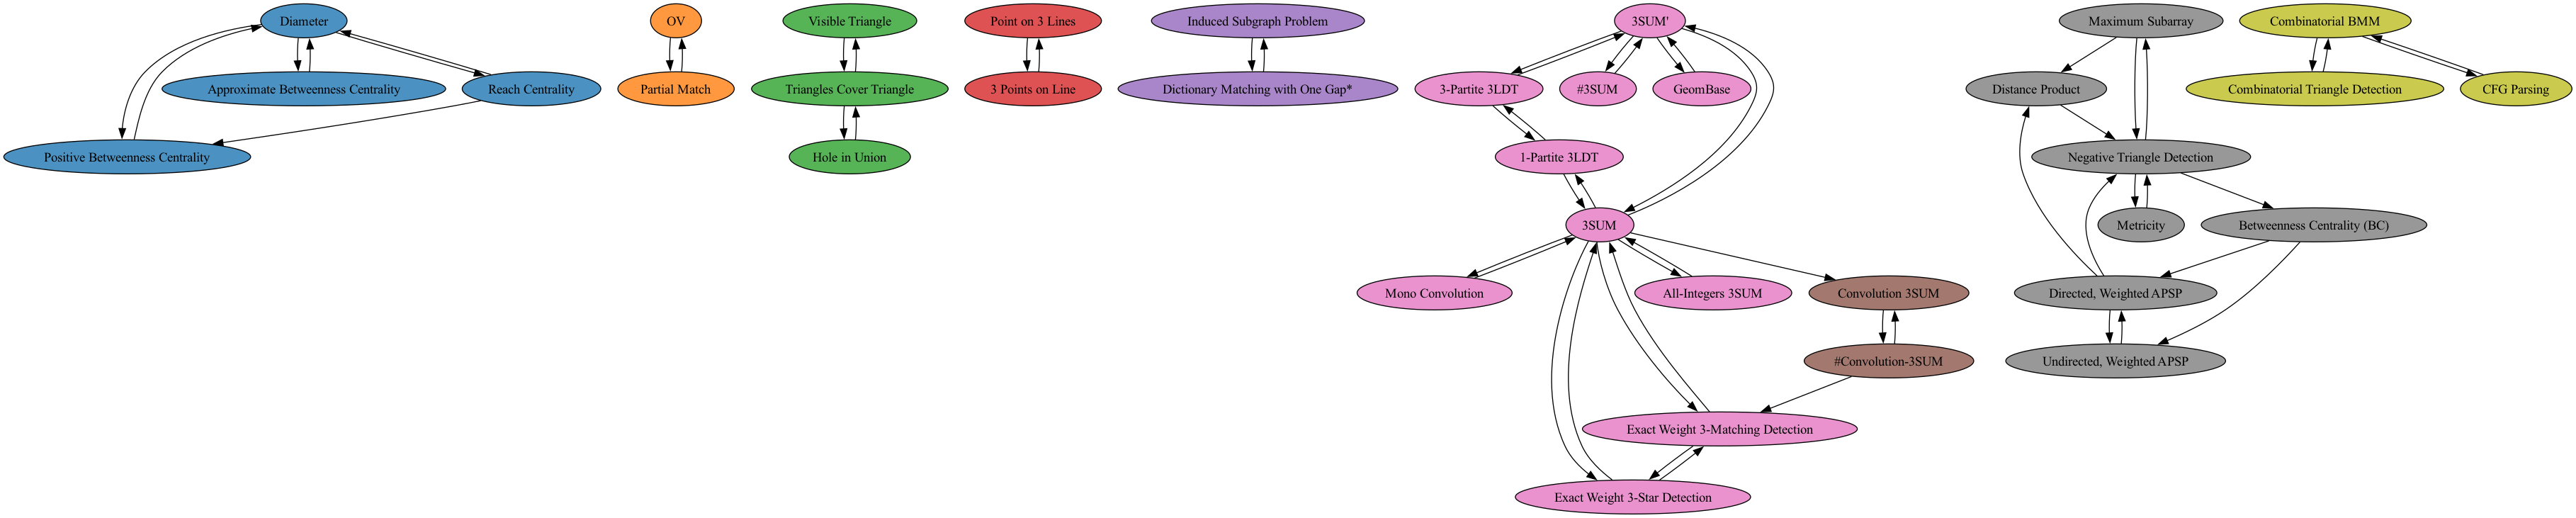 Diameter
OV
Visible Triangle
Point on 3 Lines
Induced Subgraph Problem
3SUM'
Maximum Subarray
Combinatorial BMM
Approximate Betweenness Centrality
Reach Centrality
Partial Match
Triangles Cover Triangle
3 Points on Line
Dictionary Matching with One Gap*
3-Partite 3LDT
#3SUM
GeomBase
Distance Product
Combinatorial Triangle Detection
CFG Parsing
Positive Betweenness Centrality
Hole in Union
1-Partite 3LDT
Negative Triangle Detection
3SUM
Metricity
Betweenness Centrality (BC)
Mono Convolution
All-Integers 3SUM
Convolution 3SUM
Directed, Weighted APSP
#Convolution-3SUM
Undirected, Weighted APSP
Exact Weight 3-Matching Detection
Exact Weight 3-Star Detection